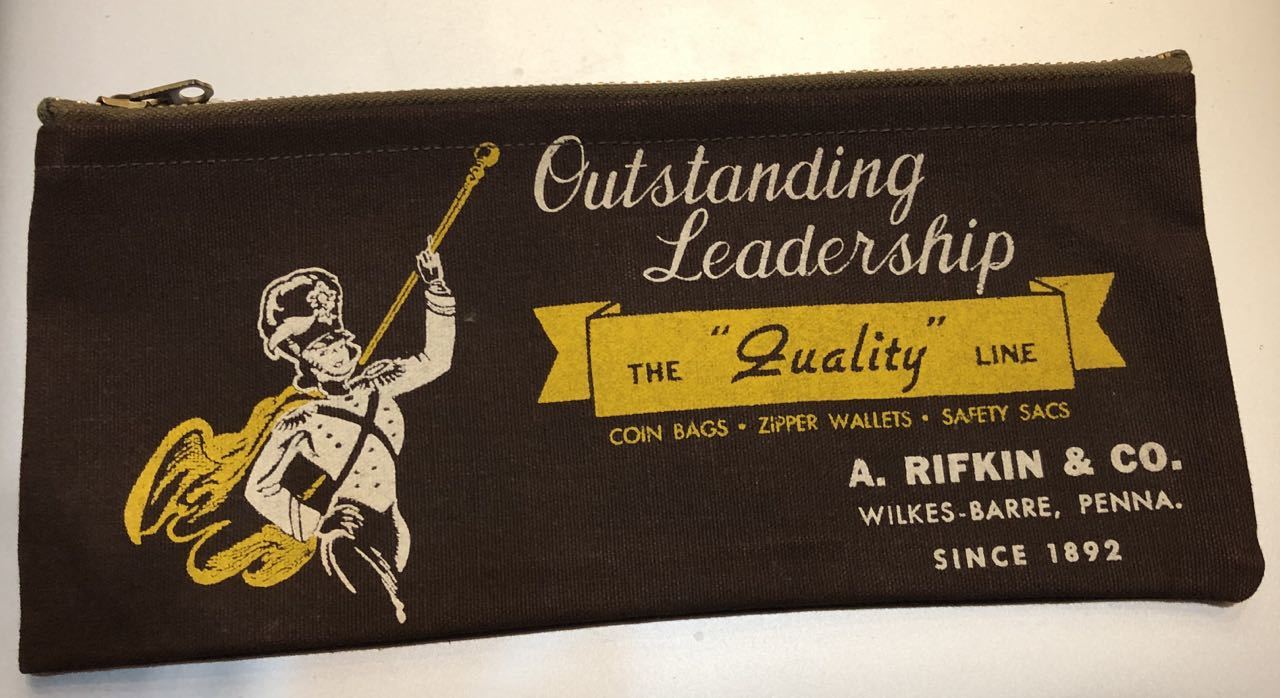 Outstanding
Leadership
THE "Quality" LINE
COIN BAGS • ZIPPER WALLETS • SAFETY SACS
A. RIFKIN & CO.
WILKES-BARRE, PENNA.
SINCE 1892